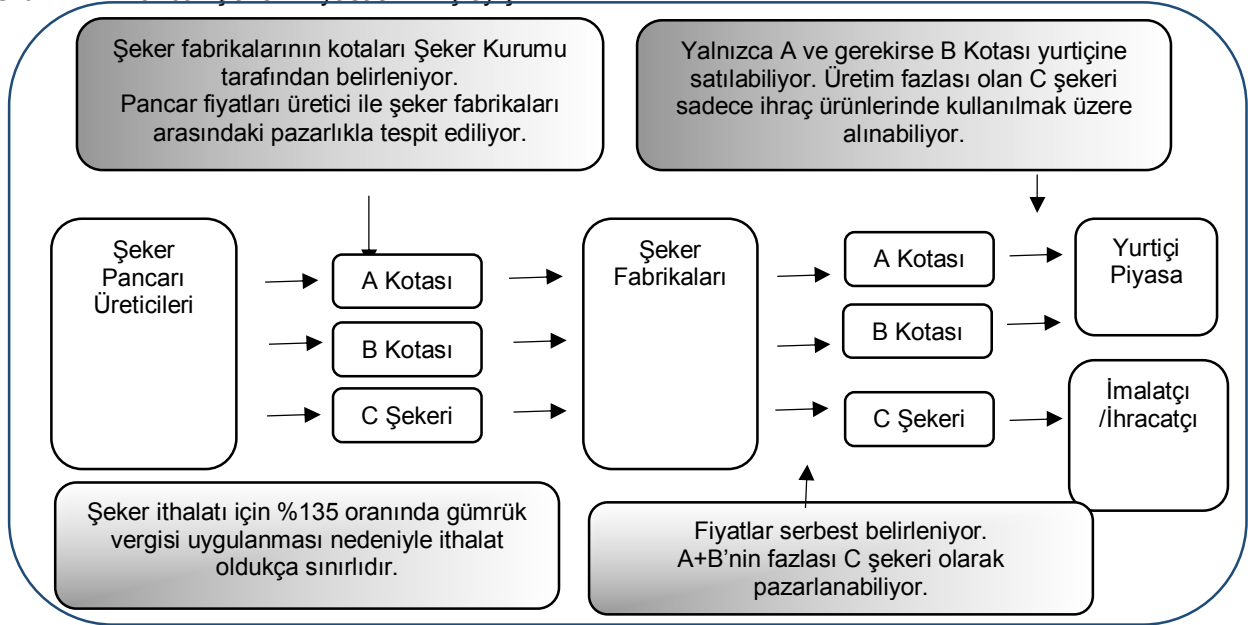 Şeker fabrikalarının kotaları Şeker Kurumu
tarafından belirleniyor.
Pancar fiyatları üretici ile şeker fabrikaları
arasındaki pazarlıkla tespit ediliyor.
Yalnızca A ve gerekirse B Kotası yurtiçine
satılabiliyor. Üretim fazlası olan C şekeri
sadece ihraç ürünlerinde kullanılmak üzere
alınabiliyor.
Şeker
Pancarı
Üreticileri
A Kotası
B Kotası
C Şekeri
Şeker
Fabrikaları
A Kotası
B Kotası
C Şekeri
Yurtiçi
Piyasa
İmalatçı
/İhracatçı
Şeker ithalatı için %135 oranında gümrük
vergisi uygulanması nedeniyle ithalat
oldukça sınırlıdır.
Fiyatlar serbest belirleniyor.
A+B’nin fazlası C şekeri olarak
pazarlanabiliyor.